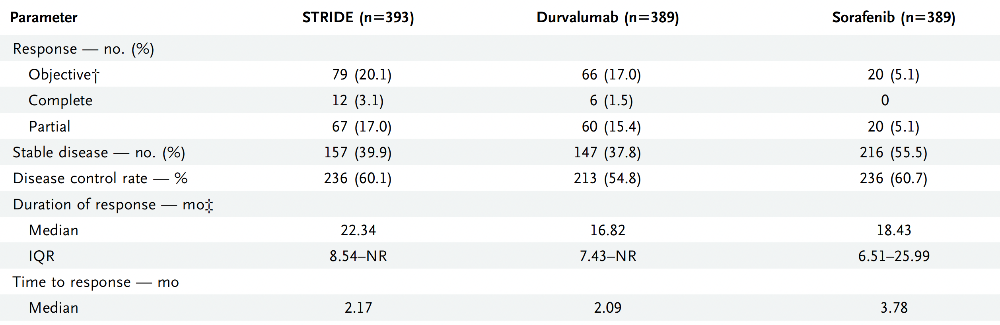 Parameter STRIDE (n=393) Durvalumab (n=389) Sorafenib (n=389)
Response — no. (%)
Objective† 79 (20.1) 66 (17.0) 20 (5.1)
Complete 12 (3.1) 6 (1.5) 0
Partial 67 (17.0) 60 (15.4) 20 (5.1)
Stable disease — no. (%) 157 (39.9) 147 (37.8) 216 (55.5)
Disease control rate — % 236 (60.1) 213 (54.8) 236 (60.7)
Duration of response — mo‡
Median 22.34 16.82 18.43
IQR 8.54–NR 7.43–NR 6.51–25.99
Time to response — mo
Median 2.17 2.09 3.78